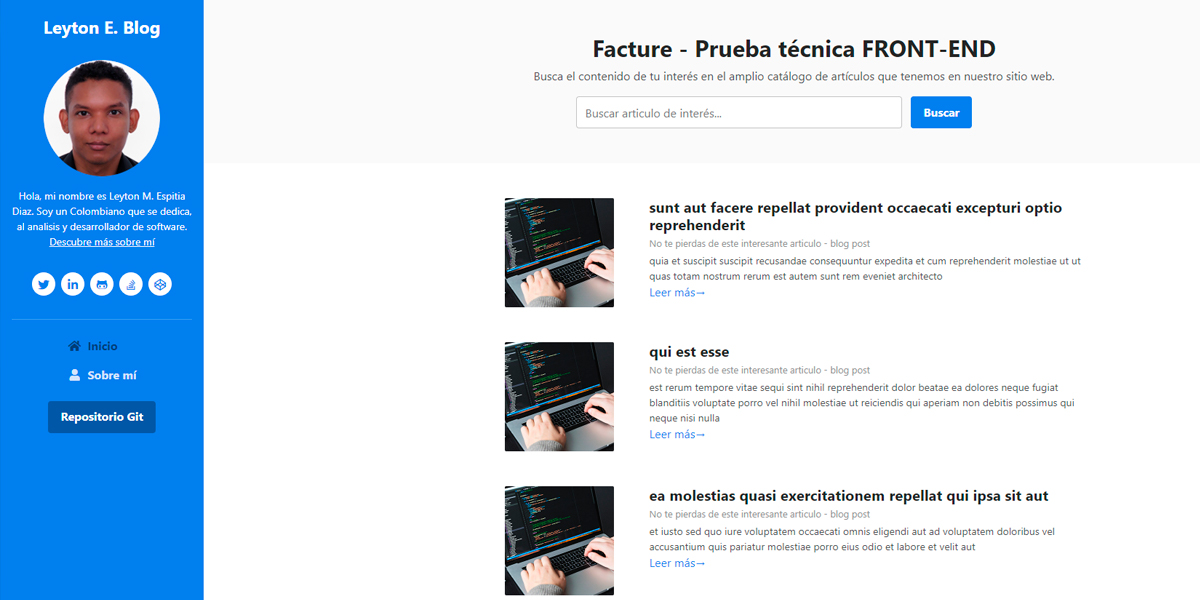 Leyton E. Blog
Hola, mi nombre es Leyton M. Espitia
Diaz. Soy un Colombiano que se dedica,
al analisis y desarrollador de software.
Descubre más sobre mí
Inicio
Sobre mí
Repositorio Git
Facture - Prueba técnica FRONT-END
Busca el contenido de tu interés en el amplio catálogo de artículos que tenemos en nuestro sitio web.
Buscar articulo de interés...
Buscar
sunt aut facere repellat provident occaecati excepturi optio
reprehenderit
No te pierdas de este interesante articulo - blog post
quia et suscipit suscipit recusandae consequuntur expedita et cum reprehenderit molestiae ut ut
quas totam nostrum rerum est autem sunt rem eveniet architecto
Leer más→
qui est esse
No te pierdas de este interesante articulo - blog post
est rerum tempore vitae sequi sint nihil reprehenderit dolor beatae ea dolores neque fugiat
blanditiis voluptate porro vel nihil molestiae ut reiciendis qui aperiam non debitis possimus qui
neque nisi nulla
Leer más→
ea molestias quasi exercitationem repellat qui ipsa sit aut
No te pierdas de este interesante articulo - blog post
et iusto sed quo iure voluptatem occaecati omnis eligendi aut ad voluptatem doloribus vel
accusantium quis pariatur molestiae porro eius odio et labore et velit aut
Leer más→